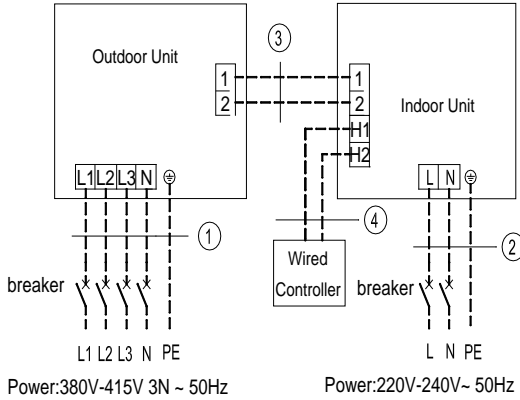 Outdoor Unit
1
2
L1 L2 L3 N
1
breaker
L1 L2 L3 N PE
Power:380V-415V 3N ~ 50Hz
3
Indoor Unit
1
2
H1
H2
L N
4
Wired
Controller
2
breaker
L N PE
Power:220V-240V~ 50Hz